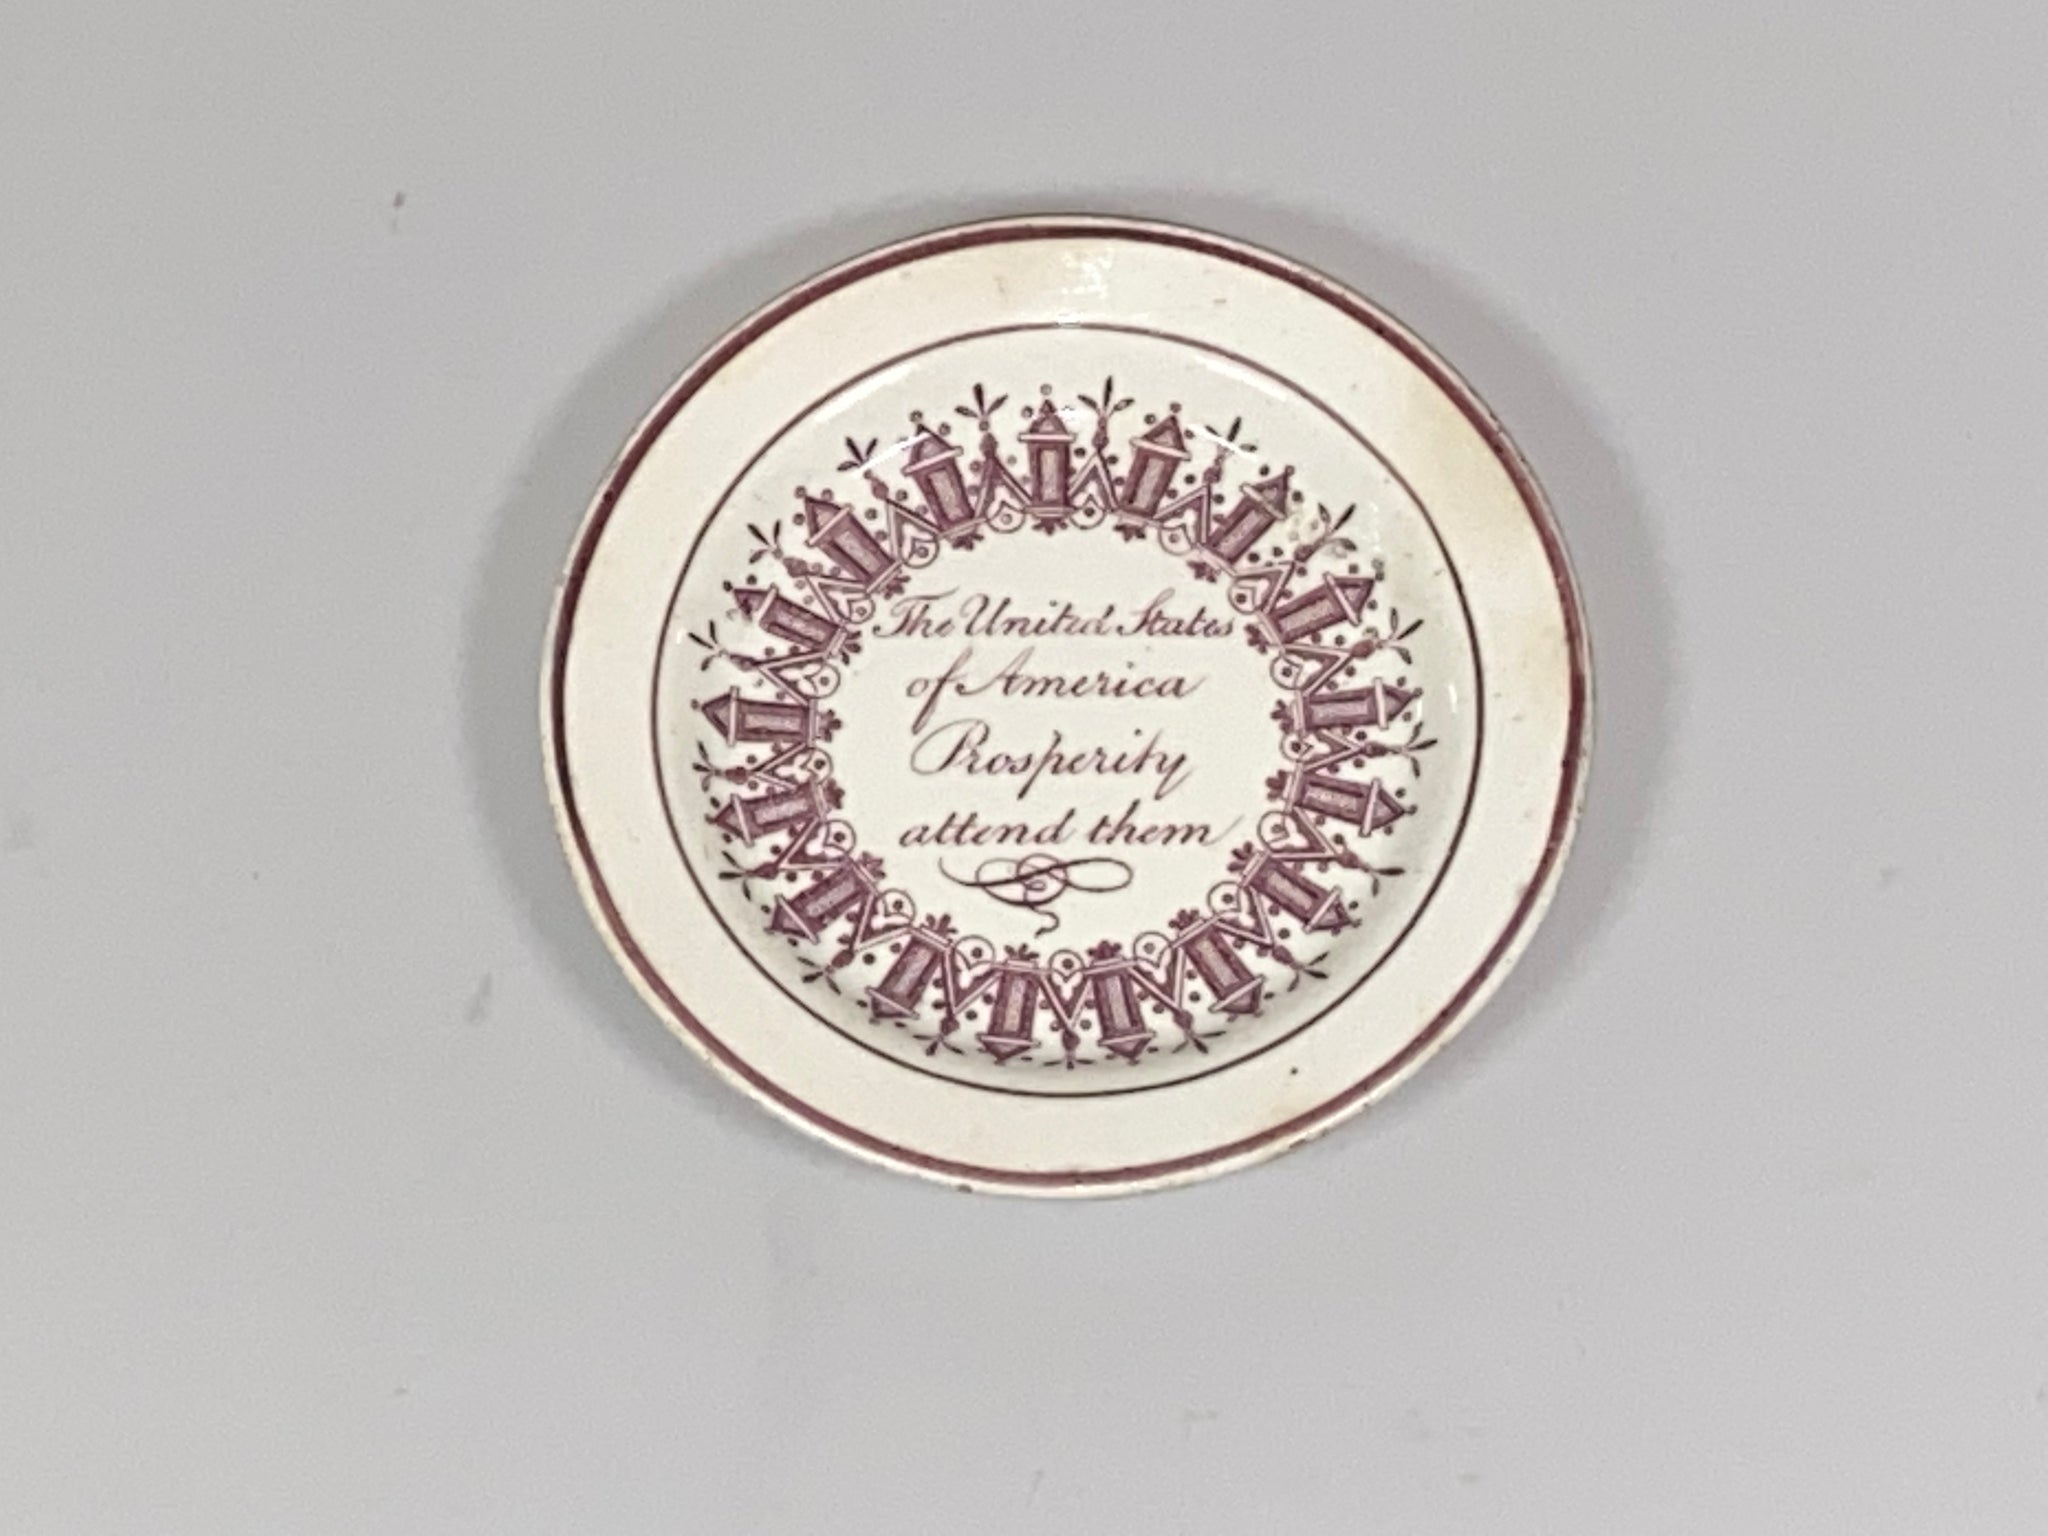 The United States
of America
Prosperity
attend them